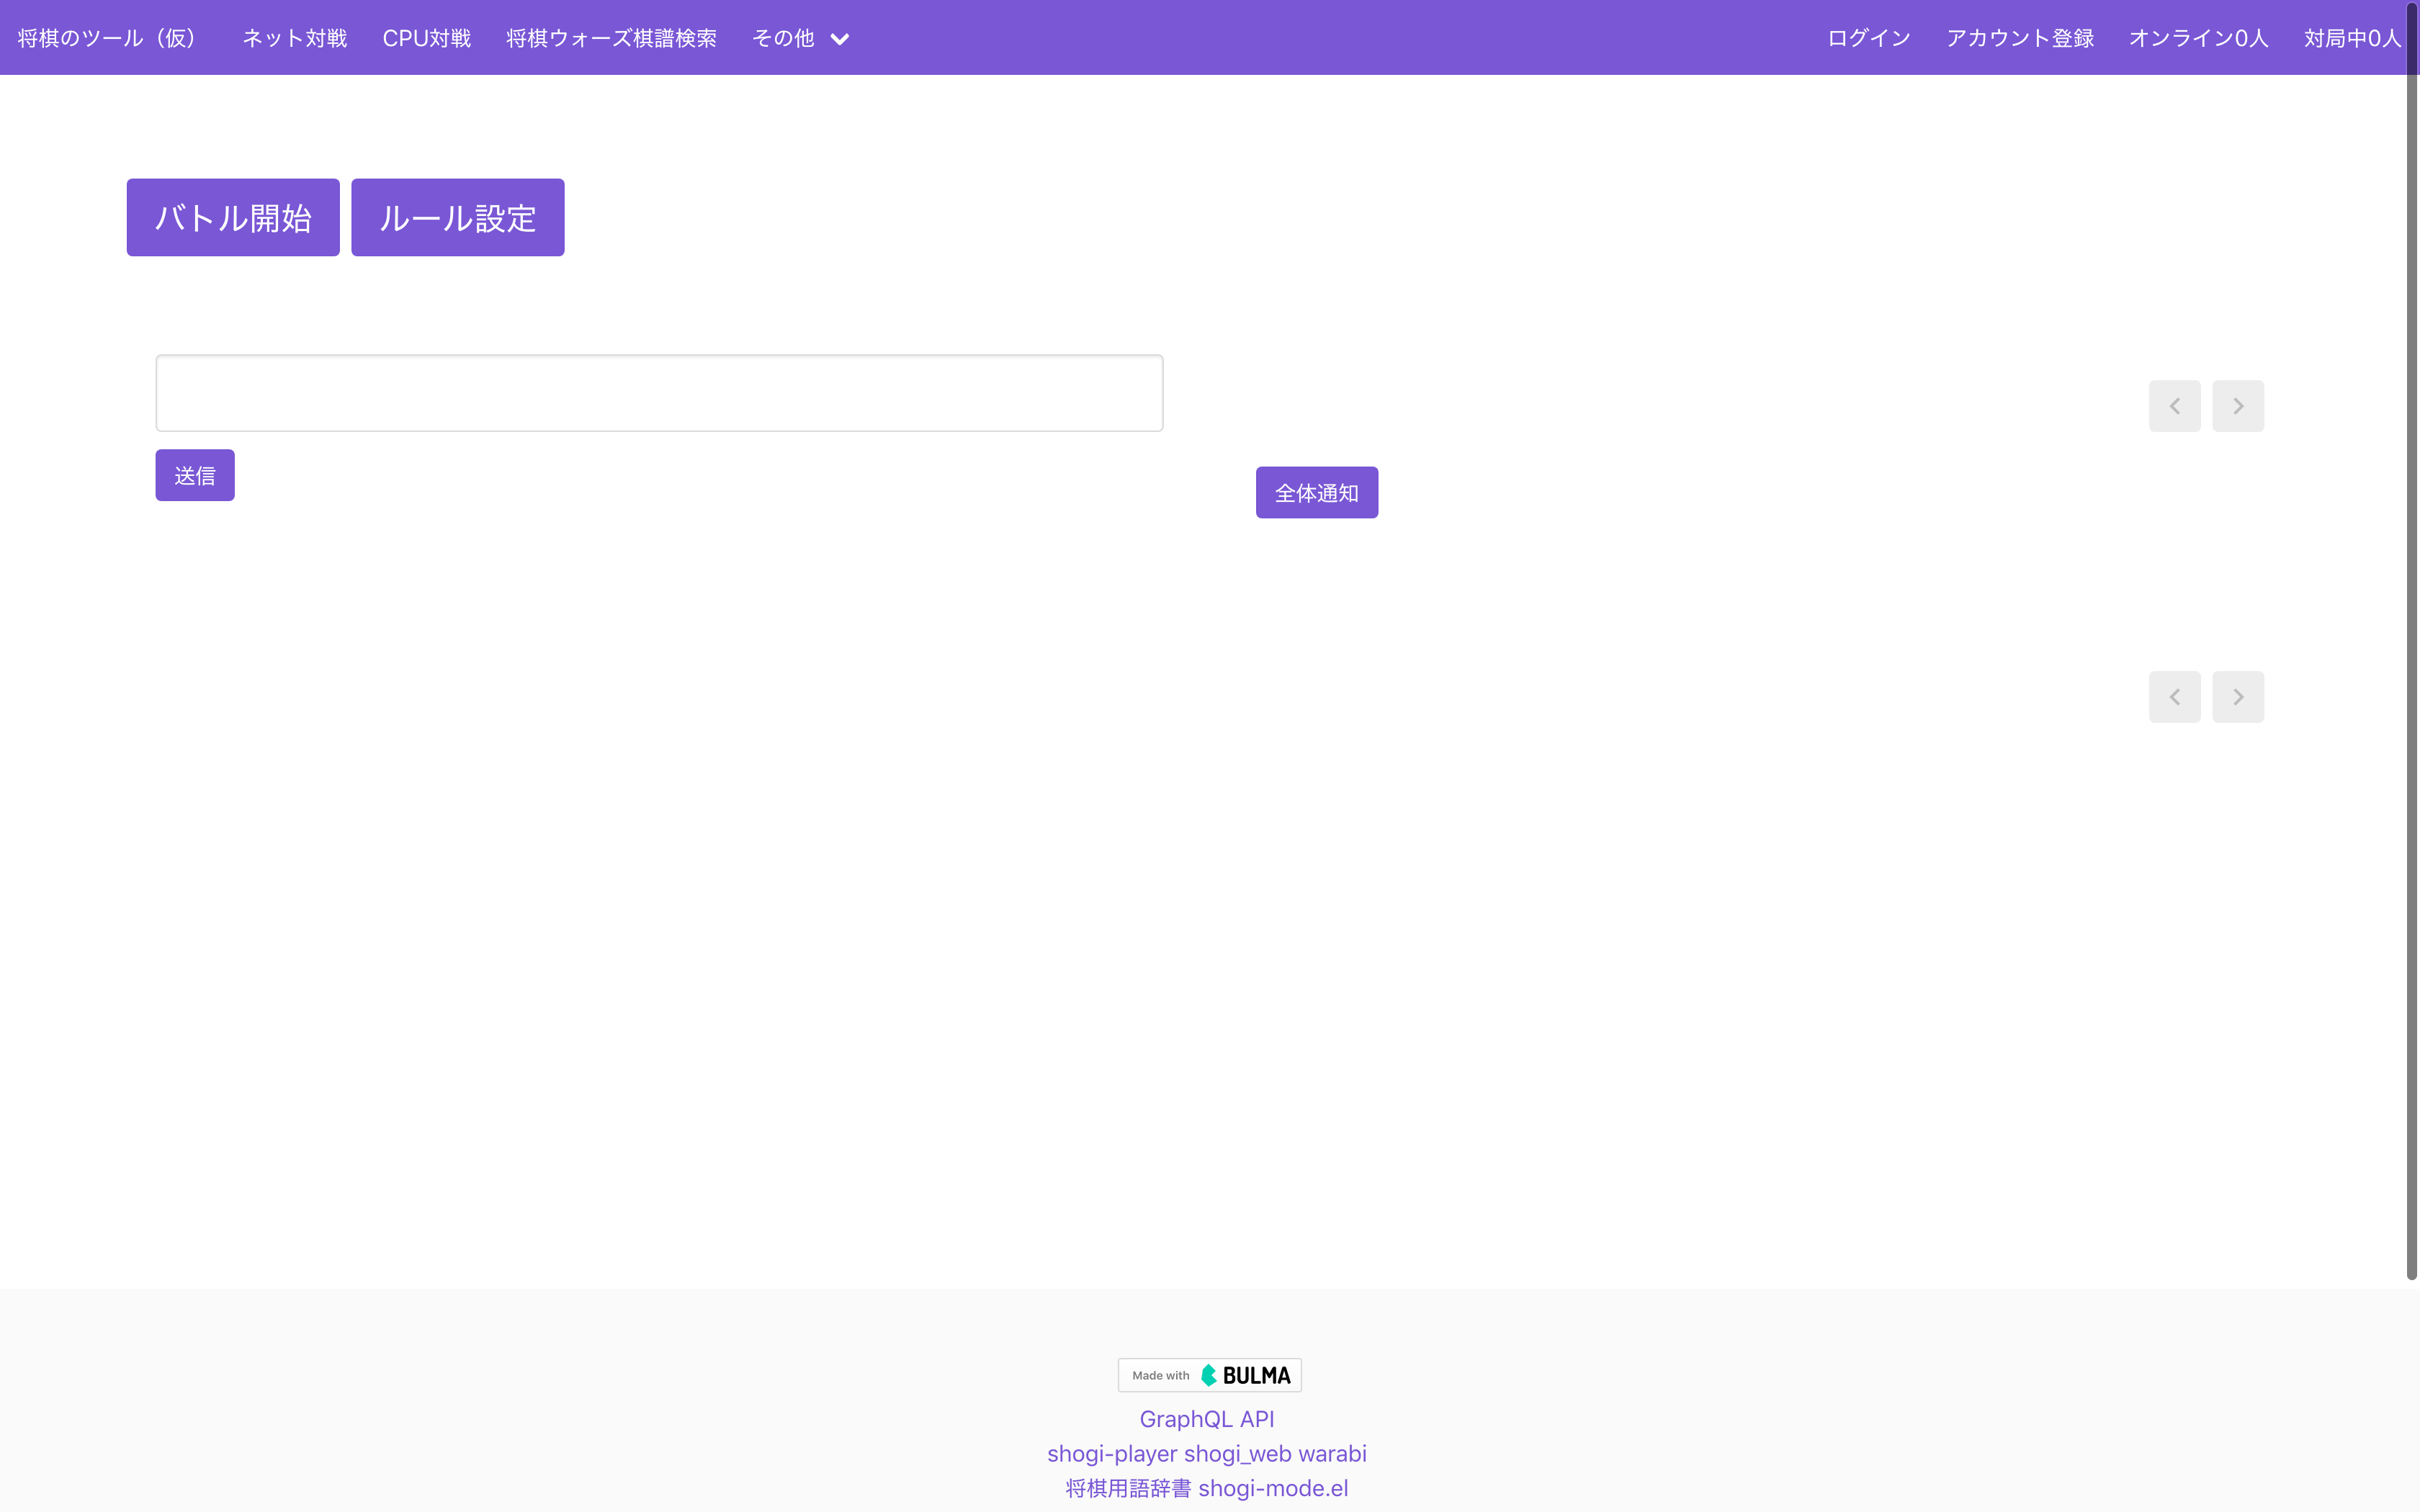 将棋のツール（仮） ネット対戦 CPU対戦 将棋ウォーズ棋譜検索 その他 ログイン アカウント登録 オンライン0人 対局中0人
バトル開始 ルール設定
送信
全体通知
Made with BULMA
GraphQL API
shogi-player shogi_web warabi
将棋用語辞書 shogi-mode.el